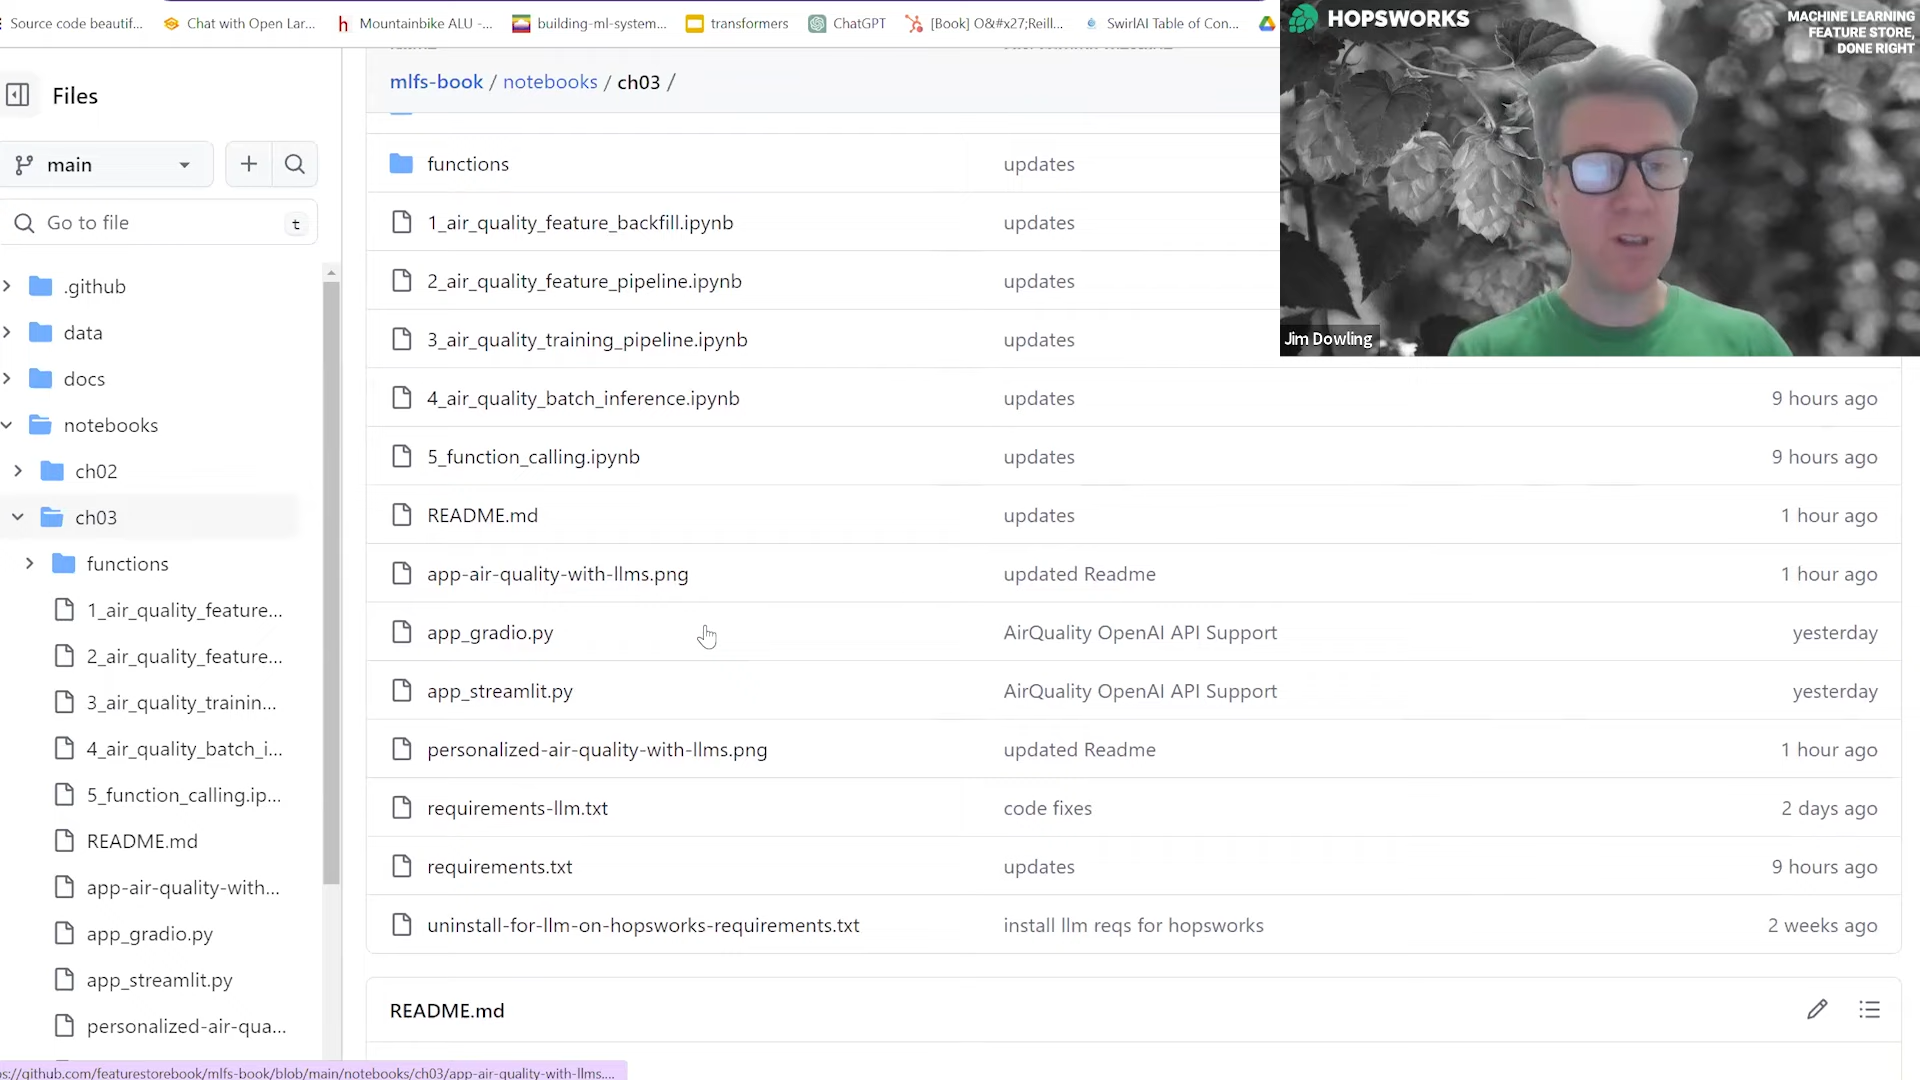 Source code beautif... Chat with Open Lar... Mountainbike ALU -... building-ml-system... transformers ChatGPT [Book] O&#x27;Reill... SwirlAI Table of Con...
HOPSWORKS
MACHINE LEARNING
FEATURE STORE,
DONE RIGHT
Jim Dowling
Files
main
Go to file t
.github
data
docs
notebooks
ch02
ch03
functions
1_air_quality_feature...
2_air_quality_feature...
3_air_quality_trainin...
4_air_quality_batch_i...
5_function_calling.ip...
README.md
app-air-quality-with...
app_gradio.py
app_streamlit.py
personalized-air-qua...
mlfs-book / notebooks / ch03 /
functions updates
1_air_quality_feature_backfill.ipynb updates
2_air_quality_feature_pipeline.ipynb updates
3_air_quality_training_pipeline.ipynb updates
4_air_quality_batch_inference.ipynb updates 9 hours ago
5_function_calling.ipynb updates 9 hours ago
README.md updates 1 hour ago
app-air-quality-with-llms.png updated Readme 1 hour ago
app_gradio.py AirQuality OpenAI API Support yesterday
app_streamlit.py AirQuality OpenAI API Support yesterday
personalized-air-quality-with-llms.png updated Readme 1 hour ago
requirements-llm.txt code fixes 2 days ago
requirements.txt updates 9 hours ago
uninstall-for-llm-on-hopsworks-requirements.txt install llm reqs for hopsworks 2 weeks ago
README.md
ps://github.com/featurestorebook/mlfs-book/blob/main/notebooks/ch03/app-air-quality-with-llms....